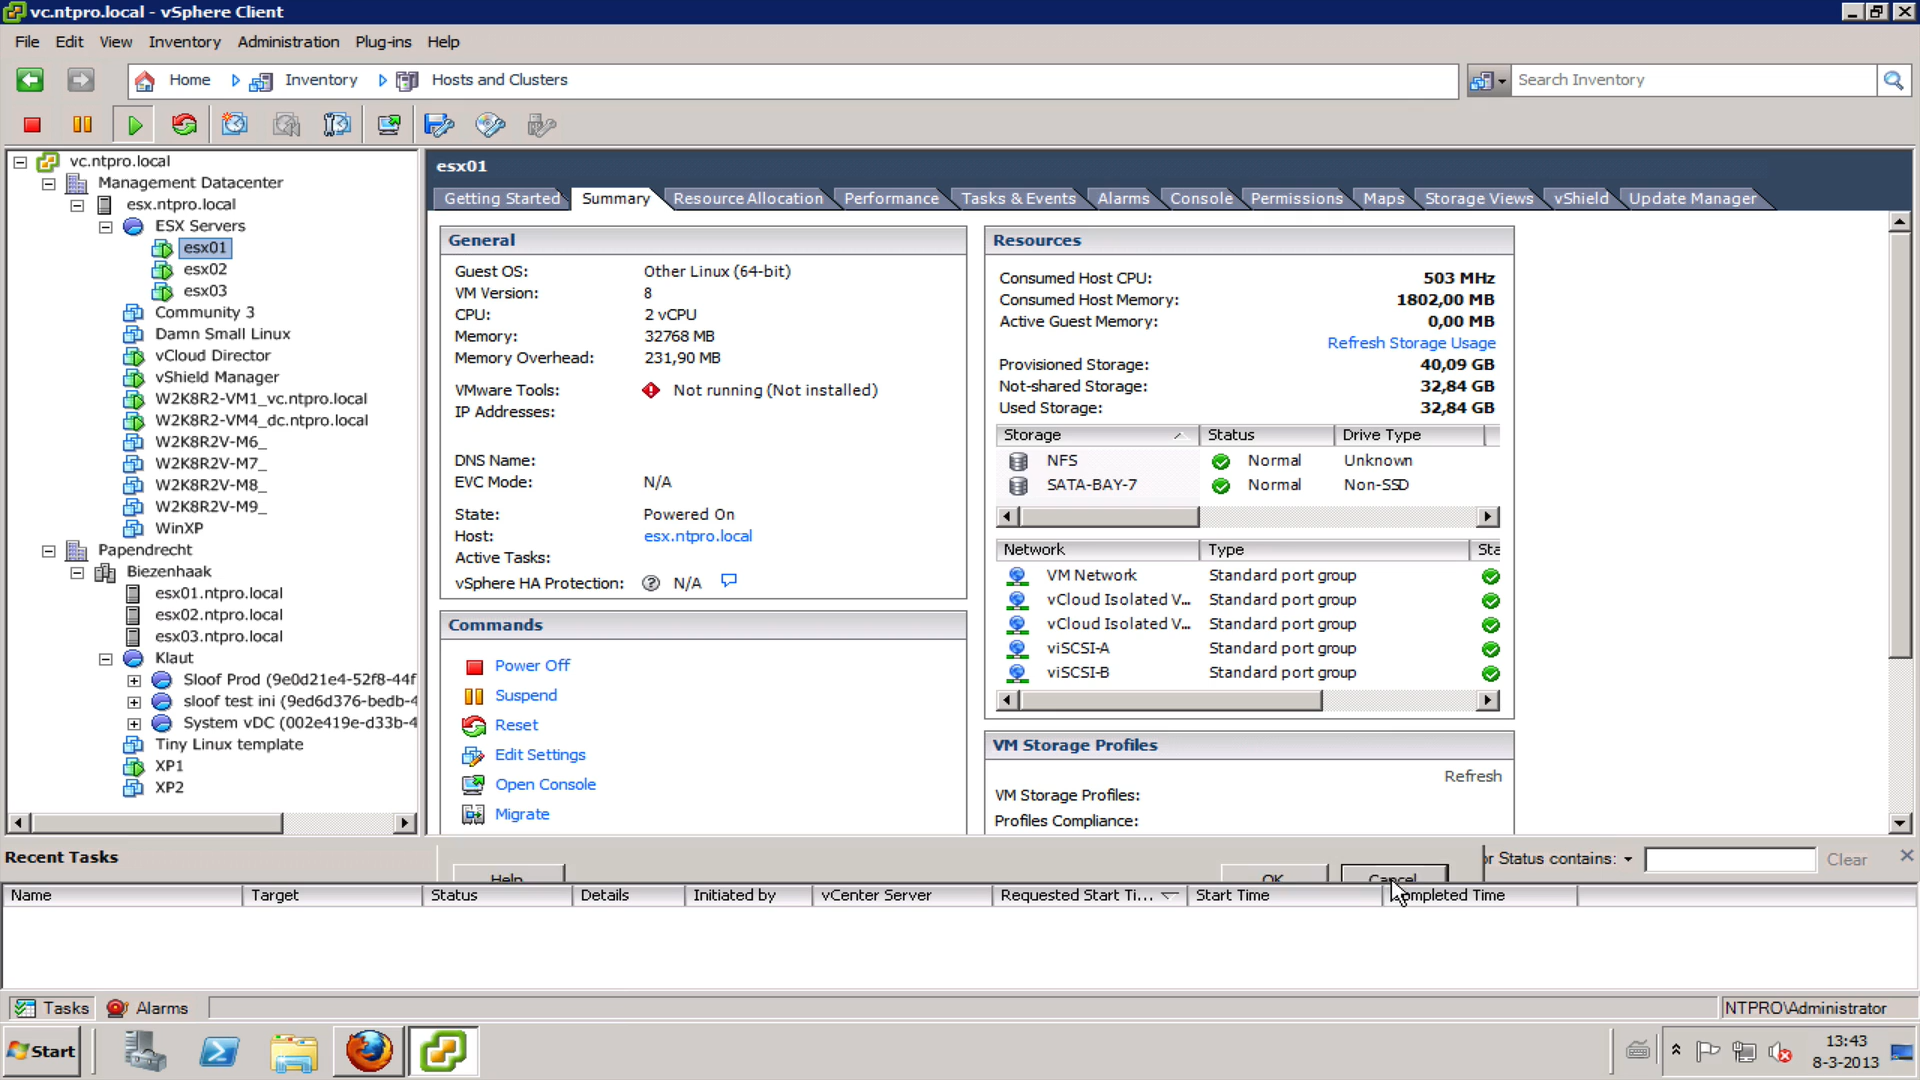 vc.ntpro.local - vSphere Client
File Edit View Inventory Administration Plug-ins Help
Home Inventory Hosts and Clusters Search Inventory
vc.ntpro.local
Management Datacenter
esx.ntpro.local
ESX Servers
esx01
esx02
esx03
Community 3
Damn Small Linux
vCloud Director
vShield Manager
W2K8R2-VM1_vc.ntpro.local
W2K8R2-VM4_dc.ntpro.local
W2K8R2V-M6_
W2K8R2V-M7_
W2K8R2V-M8_
W2K8R2V-M9_
WinXP
Papendrecht
Biezenhaak
esx01.ntpro.local
esx02.ntpro.local
esx03.ntpro.local
Klaut
Sloof Prod (9e0d21e4-52f8-44f
sloof test ini (9ed6d376-bedb-4
System vDC (002e419e-d33b-4
Tiny Linux template
XP1
XP2
esx01
Getting Started Summary Resource Allocation Performance Tasks & Events Alarms Console Permissions Maps Storage Views vShield Update Manager
General
Guest OS: Other Linux (64-bit)
VM Version: 8
CPU: 2 vCPU
Memory: 32768 MB
Memory Overhead: 231,90 MB
VMware Tools: Not running (Not installed)
IP Addresses:
DNS Name:
EVC Mode: N/A
State: Powered On
Host: esx.ntpro.local
Active Tasks:
vSphere HA Protection: N/A
Commands
Power Off
Suspend
Reset
Edit Settings
Open Console
Migrate
Resources
Consumed Host CPU: 503 MHz
Consumed Host Memory: 1802,00 MB
Active Guest Memory: 0,00 MB
Refresh Storage Usage
Provisioned Storage: 40,09 GB
Not-shared Storage: 32,84 GB
Used Storage: 32,84 GB
Storage Status Drive Type
NFS Normal Unknown
SATA-BAY-7 Normal Non-SSD
Network Type Sta
VM Network Standard port group
vCloud Isolated V... Standard port group
vCloud Isolated V... Standard port group
viSCSI-A Standard port group
viSCSI-B Standard port group
VM Storage Profiles
Refresh
VM Storage Profiles:
Profiles Compliance:
Recent Tasks Help OK Cancel or Status contains: Clear
Name Target Status Details Initiated by vCenter Server Requested Start Ti... Start Time Completed Time
Tasks Alarms NTPRO\Administrator
Start 13:43
8-3-2013